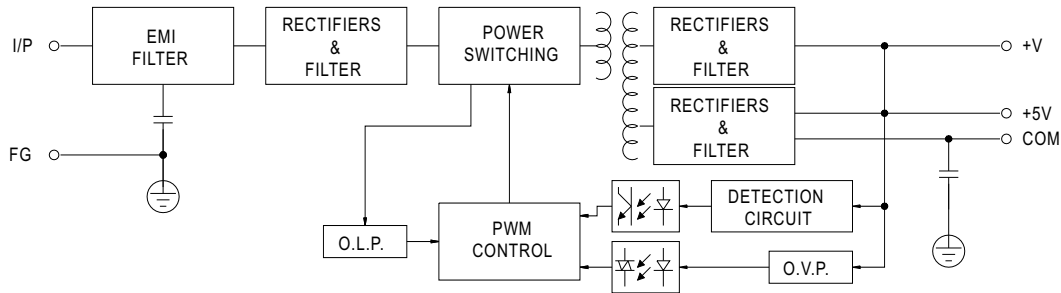 I/P
EMI
FILTER
RECTIFIERS
&
FILTER
POWER
SWITCHING
RECTIFIERS
&
FILTER
+V
RECTIFIERS
&
FILTER
+5V
COM
FG
O.L.P.
PWM
CONTROL
DETECTION
CIRCUIT
O.V.P.